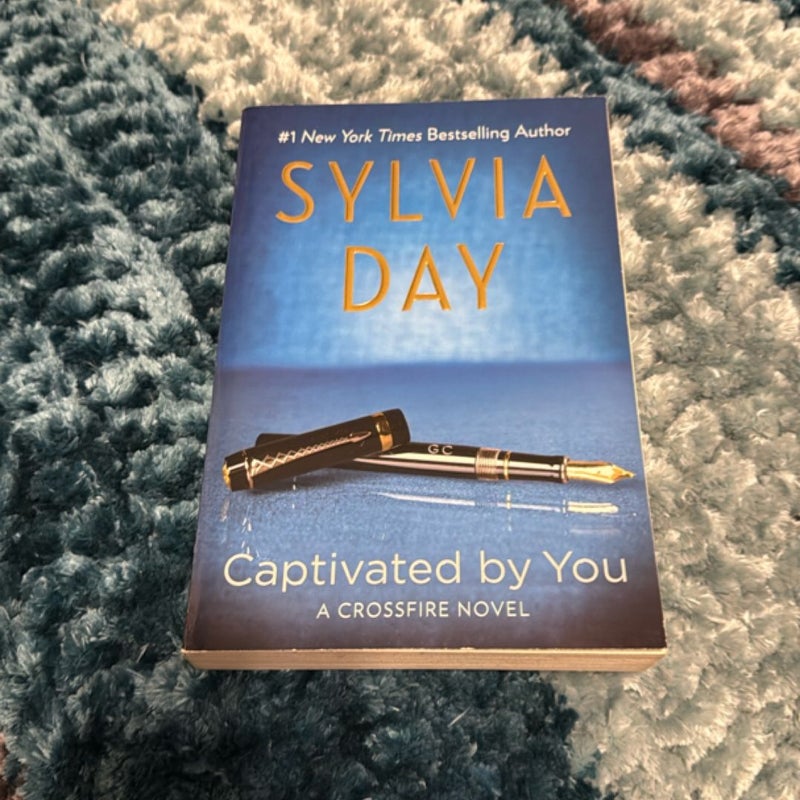 #1 New York Times Bestselling Author
SYLVIA
DAY
GC
Captivated by You
A CROSSFIRE NOVEL